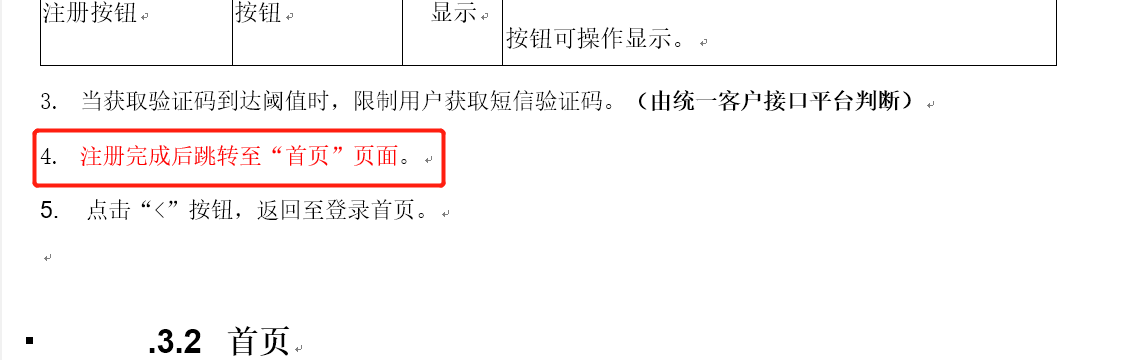 注册按钮 按钮 显示
按钮可操作显示。
3. 当获取验证码到达阈值时，限制用户获取短信验证码。（由统一客户接口平台判断）
4. 注册完成后跳转至“首页”页面。
5. 点击“<”按钮，返回至登录首页。
.3.2 首页